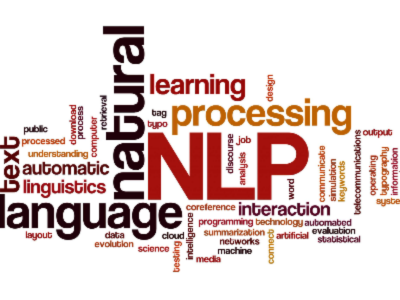 natural
learning
design
tag
typo
processing
retrieval
download
process
computer
public
processed
understanding
automatic
linguistics
text
NLP
discourse
analysis
job
word
communicate
simulation
keywords
telecommunications
output
operating
typography
system
information
language
coreference
interaction
layout
data
evolution
science
cloud
testing
intelligence
media
programming
technology
automated
summarization
networks
machine
connect
artificial
evaluation
statistical